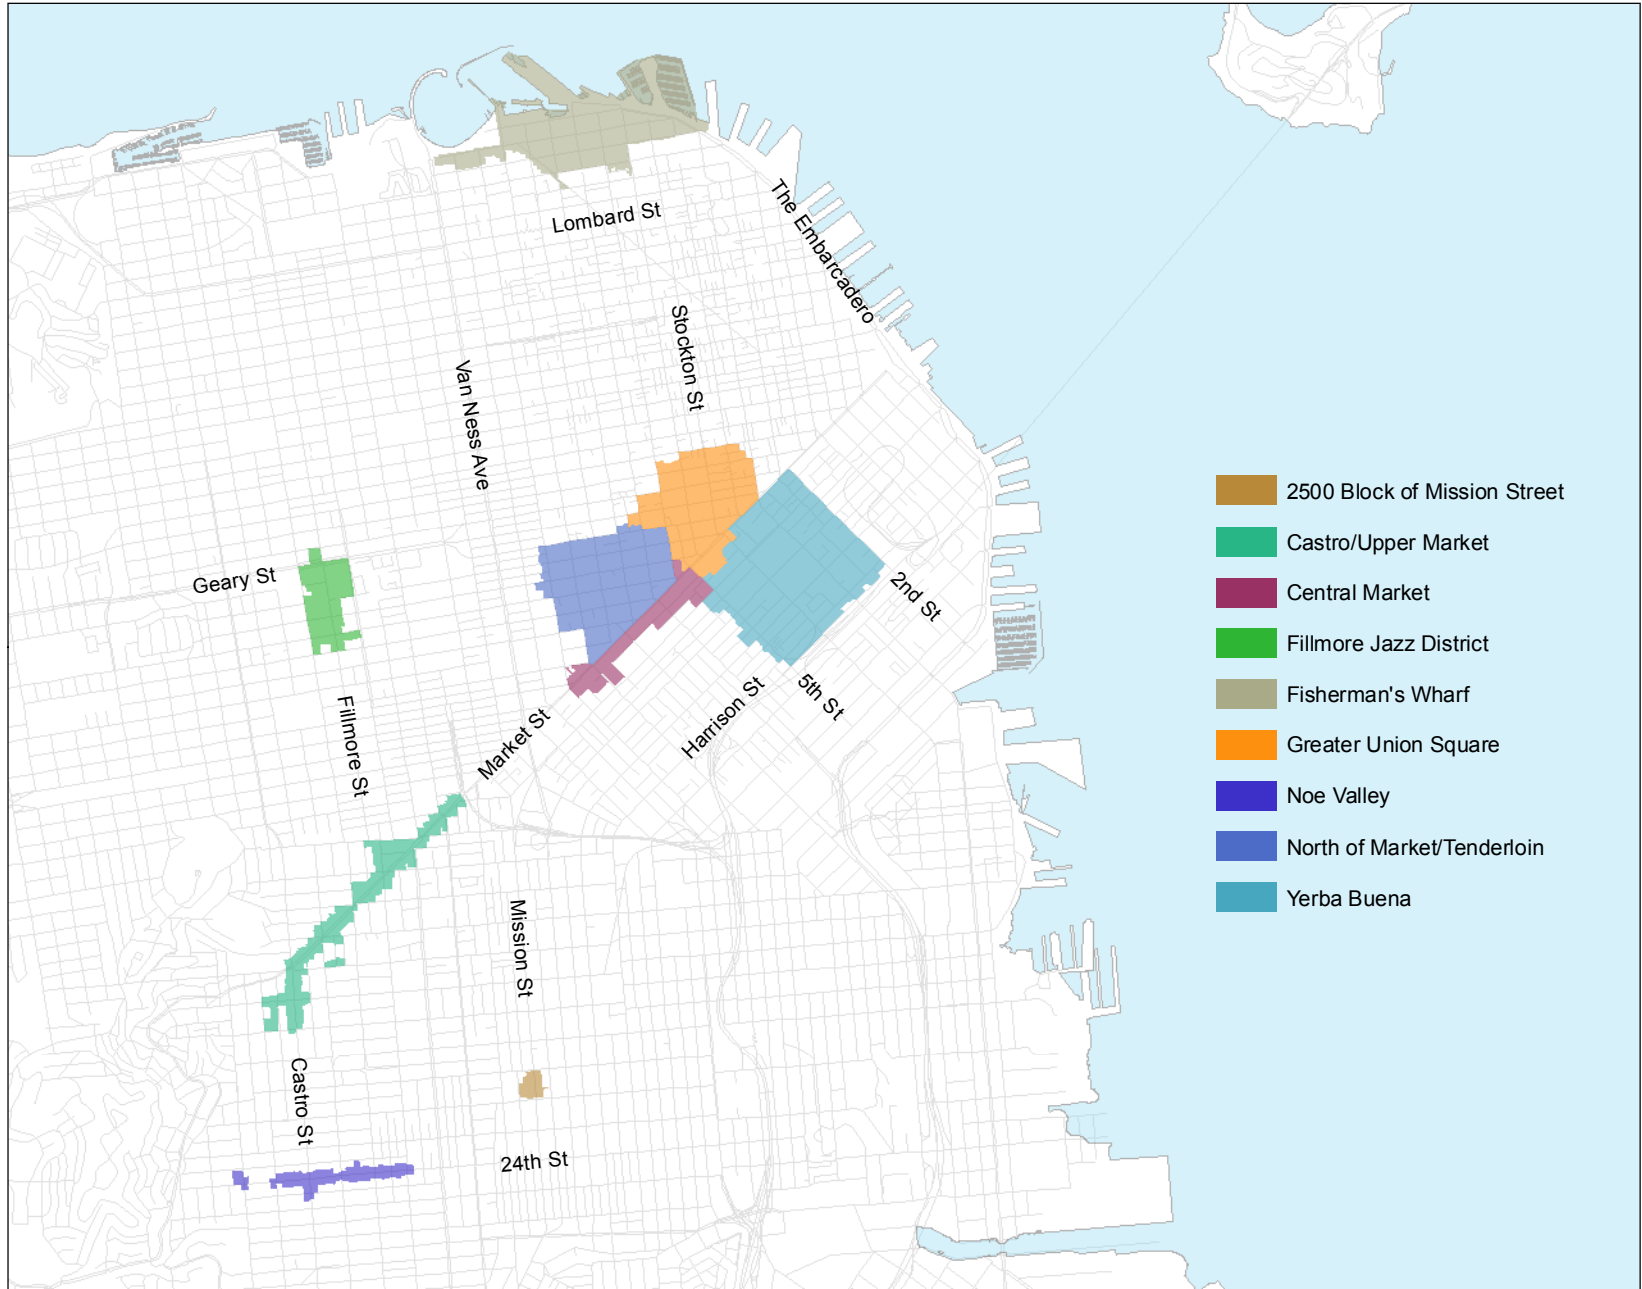 Lombard St
The Embarcadero
Stockton St
Van Ness Ave
Geary St
2nd St
Fillmore St
Market St
Harrison St
5th St
Mission St
Castro St
24th St
2500 Block of Mission Street
Castro/Upper Market
Central Market
Fillmore Jazz District
Fisherman's Wharf
Greater Union Square
Noe Valley
North of Market/Tenderloin
Yerba Buena